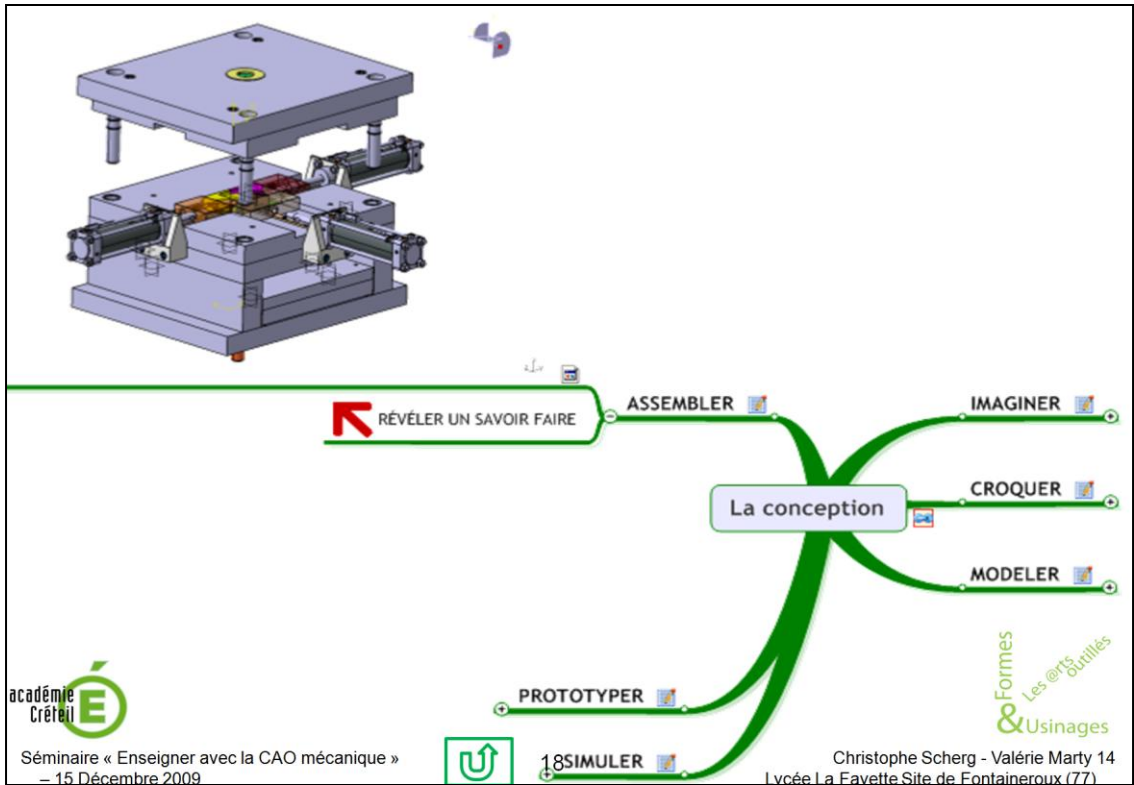 ASSEMBLER
RÉVÉLER UN SAVOIR FAIRE
IMAGINER
La conception
CROQUER
MODELER
PROTOTYPER
18SIMULER
académie
Créteil
É
Formes
&Usinages
Les @rts
outillés
Séminaire « Enseigner avec la CAO mécanique »
– 15 Décembre 2009
Christophe Scherg - Valérie Marty 14
Lycée La Fayette Site de Fontaineroux (77)